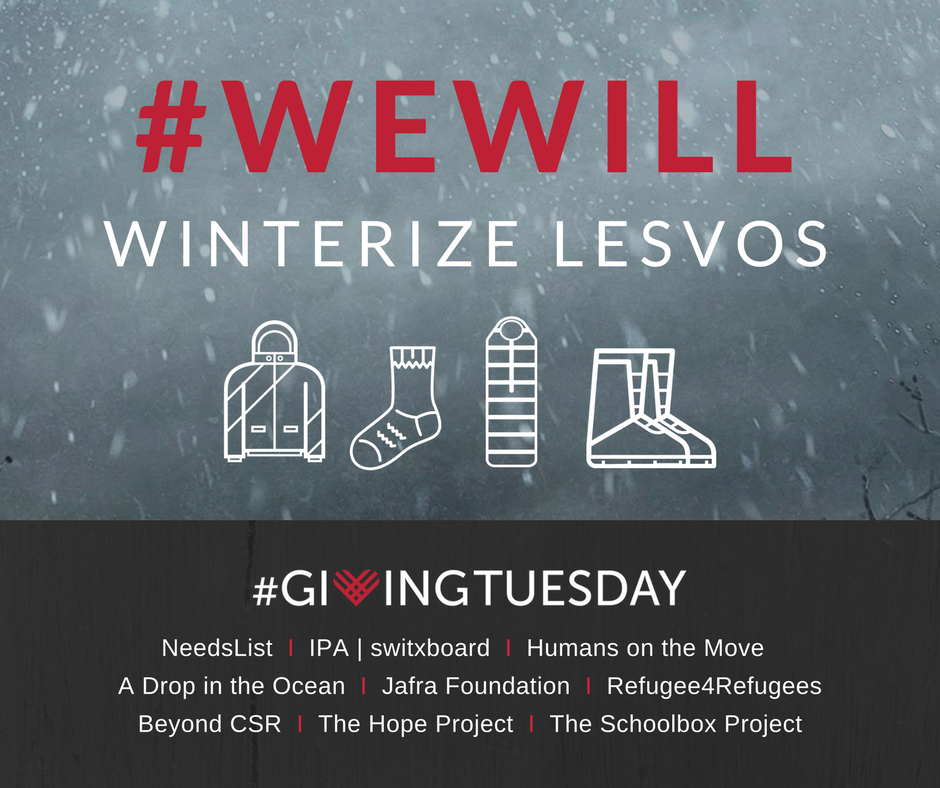 #WEWILL
WINTERIZE LESVOS
#GIVINGTUESDAY
NeedsList | IPA | switxboard | Humans on the Move
A Drop in the Ocean | Jafra Foundation | Refugee4Refugees
Beyond CSR | The Hope Project | The Schoolbox Project